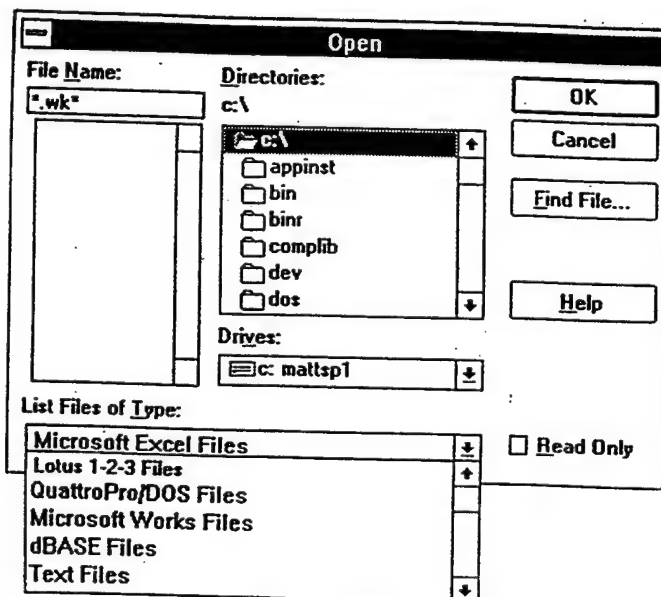 Open
File Name:
*.wk*
Directories:
c:\
c:\
appinst
bin
binr
complib
dev
dos
Drives:
c: mattsp1
OK
Cancel
Find File...
Help
Read Only
List Files of Type:
Microsoft Excel Files
Lotus 1-2-3 Files
QuattroPro/DOS Files
Microsoft Works Files
dBASE Files
Text Files